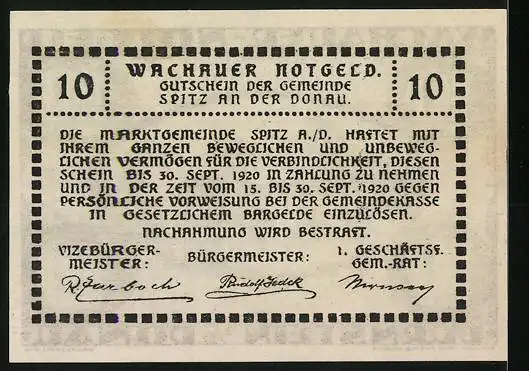 10 WACHAUER NOTGELD. 10
GUTSCHEIN DER GEMEINDE
SPITZ AN DER DONAU.
DIE MARKTGEMEINDE SPITZ A./D. HAFTET MIT
IHREM GANZEN BEWEGLICHEN UND UNBEWEG-
LICHEN VERMÖGEN FÜR DIE VERBINDLICHKEIT, DIESEN
SCHEIN BIS 30. SEPT. 1920 IN ZAHLUNG ZU NEHMEN
UND IN DER ZEIT VOM 15. BIS 30. SEPT. 1920 GEGEN
PERSÖNLICHE VORWEISUNG BEI DER GEMEINDEKASSE
IN GESETZLICHEM BARGELDE EINZULÖSEN.
NACHAHMUNG WIRD BESTRAFT.
VIZEBÜRGER-
MEISTER:
BÜRGERMEISTER:
1. GESCHÄFTSF.
GEM.-RAT: